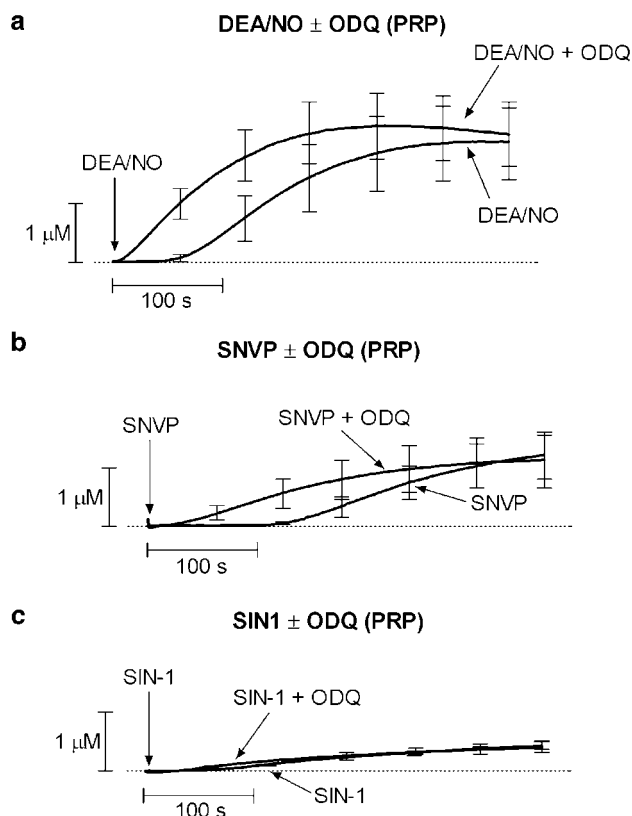 a
DEA/NO ± ODQ (PRP)
DEA/NO + ODQ
DEA/NO
1 µM
DEA/NO
100 s
b
SNVP ± ODQ (PRP)
SNVP + ODQ
SNVP
1 µM
SNVP
100 s
c
SIN1 ± ODQ (PRP)
SIN-1
SIN-1 + ODQ
1 µM
SIN-1
100 s